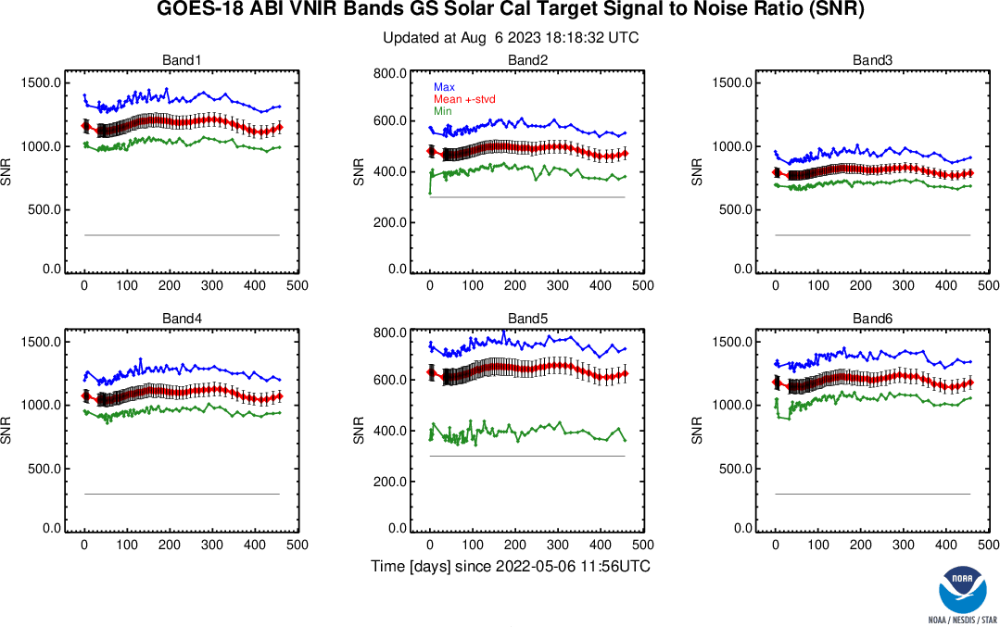 GOES-18 ABI VNIR Bands GS Solar Cal Target Signal to Noise Ratio (SNR)
Updated at Aug  6 2023 18:18:32 UTC
Band1
SNR
1500.0
1000.0
500.0
0.0
0 100 200 300 400 500
Band2
SNR
800.0
600.0
400.0
200.0
0.0
Max
Mean +-stvd
Min
0 100 200 300 400 500
Band3
SNR
1500.0
1000.0
500.0
0.0
0 100 200 300 400 500
Band4
SNR
1500.0
1000.0
500.0
0.0
0 100 200 300 400 500
Band5
SNR
800.0
600.0
400.0
200.0
0.0
0 100 200 300 400 500
Band6
SNR
1500.0
1000.0
500.0
0.0
0 100 200 300 400 500
Time [days] since 2022-05-06 11:56UTC
NOAA
NOAA / NESDIS / STAR